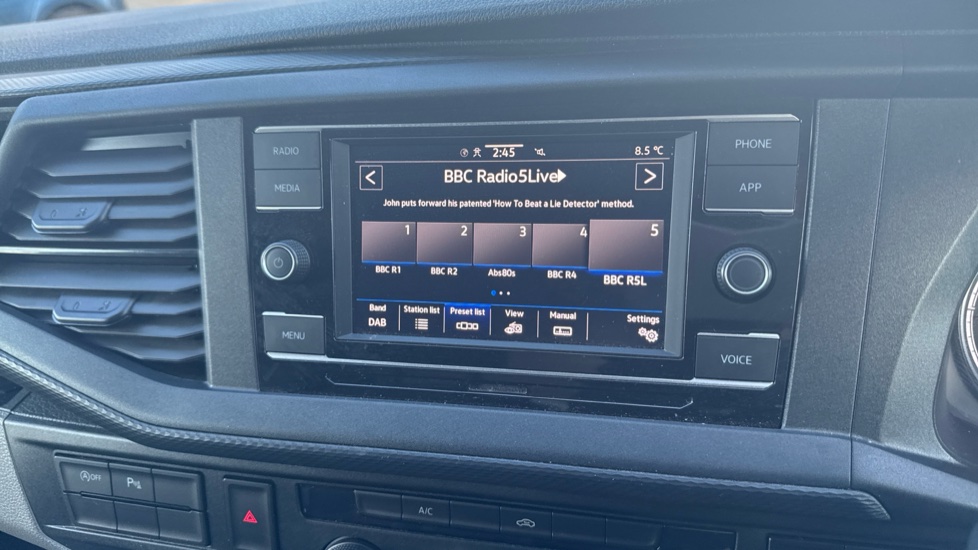 RADIO
MEDIA
MENU
2:45
8.5 °C
<
BBC Radio5Live
>
John puts forward his patented 'How To Beat a Lie Detector' method.
1 2 3 4 5
BBC R1 BBC R2 Abs80s BBC R4 BBC R5L
Band Station list Preset list View Manual Settings
DAB
PHONE
APP
VOICE
A OFF
P
A/C